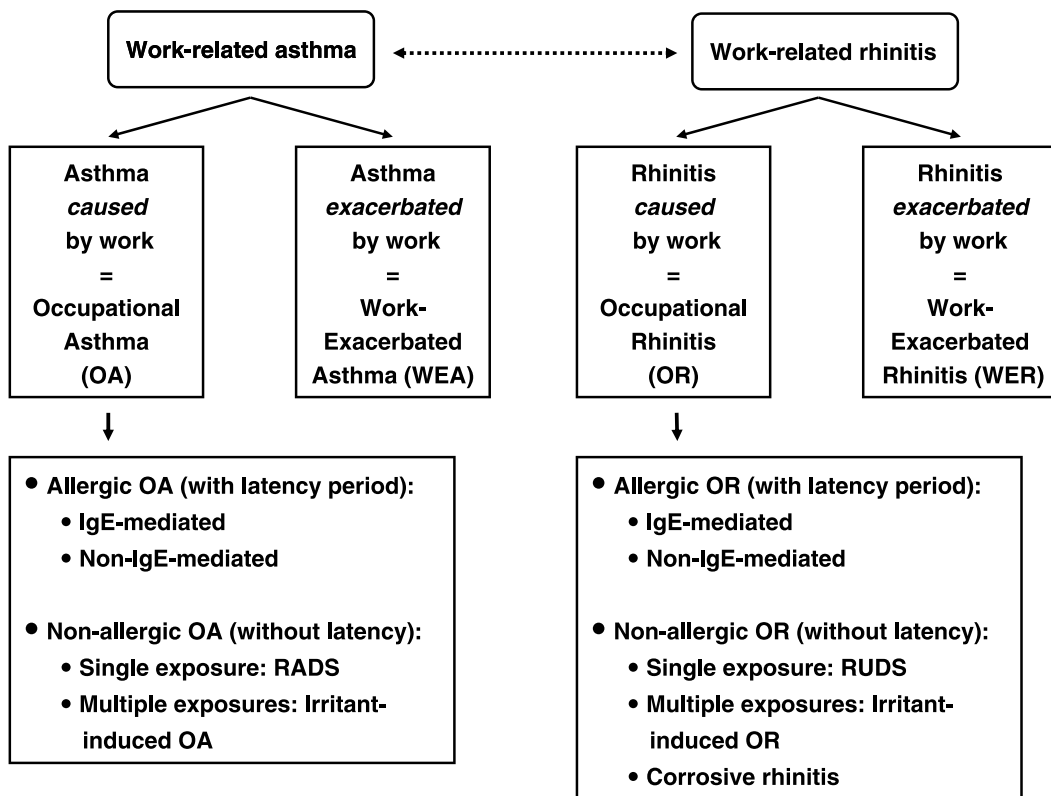 Work-related asthma
Work-related rhinitis
Asthma
caused
by work
=
Occupational
Asthma
(OA)
Asthma
exacerbated
by work
=
Work-
Exacerbated
Asthma (WEA)
Rhinitis
caused
by work
=
Occupational
Rhinitis
(OR)
Rhinitis
exacerbated
by work
=
Work-
Exacerbated
Rhinitis (WER)
• Allergic OA (with latency period):
• IgE-mediated
• Non-IgE-mediated
• Non-allergic OA (without latency):
• Single exposure: RADS
• Multiple exposures: Irritant-
induced OA
• Allergic OR (with latency period):
• IgE-mediated
• Non-IgE-mediated
• Non-allergic OR (without latency):
• Single exposure: RUDS
• Multiple exposures: Irritant-
induced OR
• Corrosive rhinitis